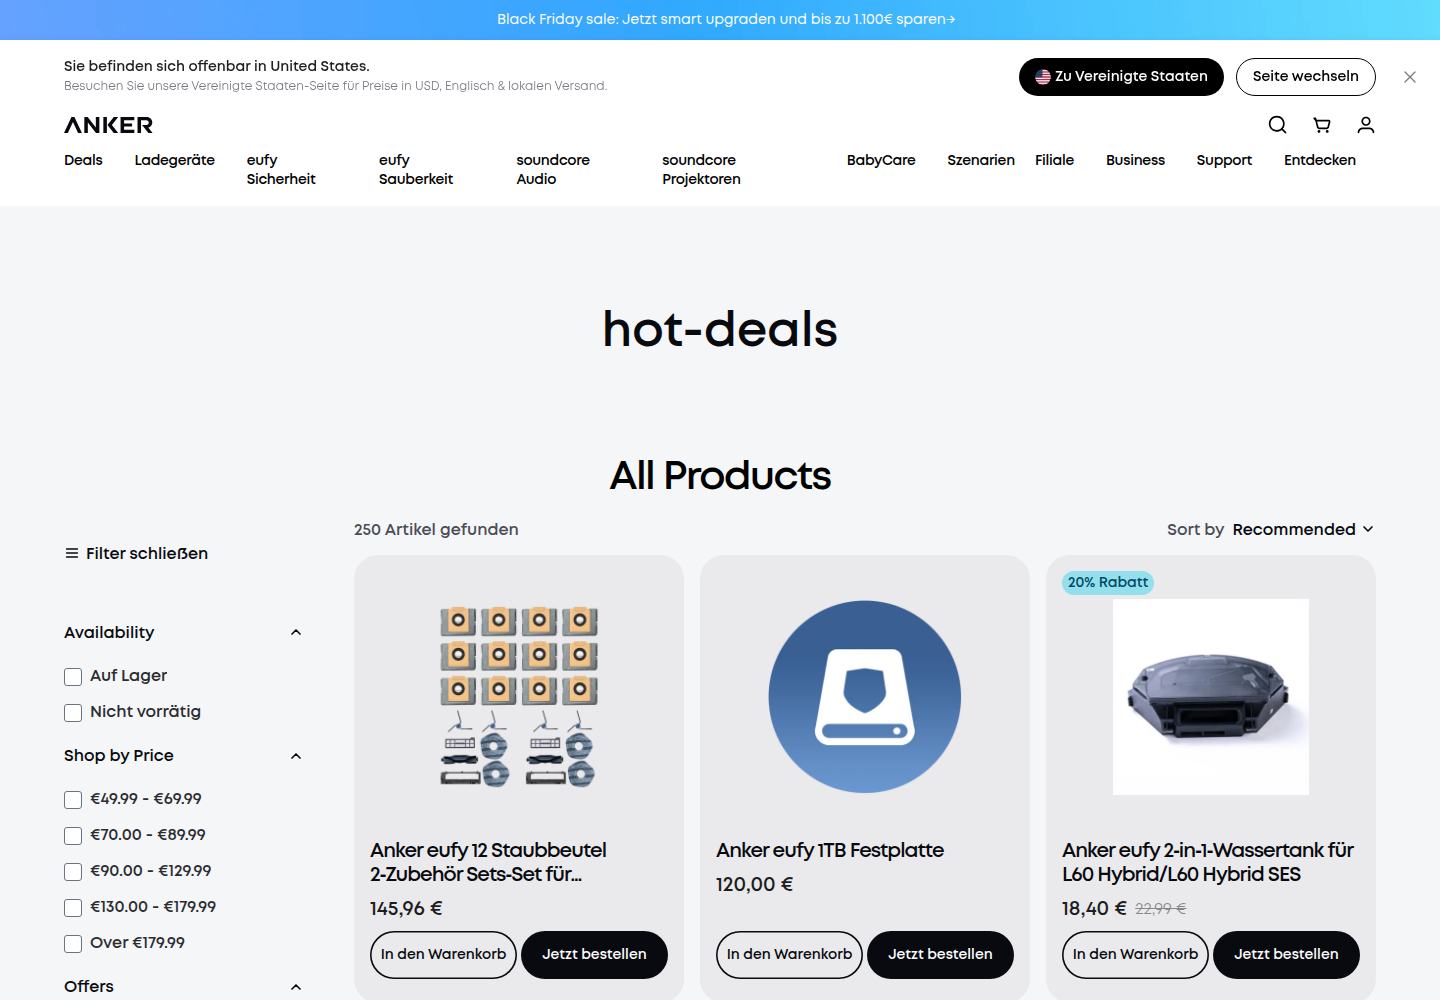 Black Friday sale: Jetzt smart upgraden und bis zu 1.100€ sparen→
Sie befinden sich offenbar in United States.
Besuchen Sie unsere Vereinigte Staaten-Seite für Preise in USD, Englisch & lokalen Versand.
Zu Vereinigte Staaten
Seite wechseln
ANKER
Deals
Ladegeräte
eufy
Sicherheit
eufy
Sauberkeit
soundcore
Audio
soundcore
Projektoren
BabyCare
Szenarien
Filiale
Business
Support
Entdecken
hot-deals
All Products
250 Artikel gefunden
Sort by Recommended
Filter schließen
Availability
Auf Lager
Nicht vorrätig
Shop by Price
€49.99 - €69.99
€70.00 - €89.99
€90.00 - €129.99
€130.00 - €179.99
Over €179.99
Offers
Anker eufy 12 Staubbeutel
2-Zubehör Sets-Set für...
145,96 €
In den Warenkorb
Jetzt bestellen
Anker eufy 1TB Festplatte
120,00 €
In den Warenkorb
Jetzt bestellen
20% Rabatt
Anker eufy 2-in-1-Wassertank für
L60 Hybrid/L60 Hybrid SES
18,40 € 22,99 €
In den Warenkorb
Jetzt bestellen